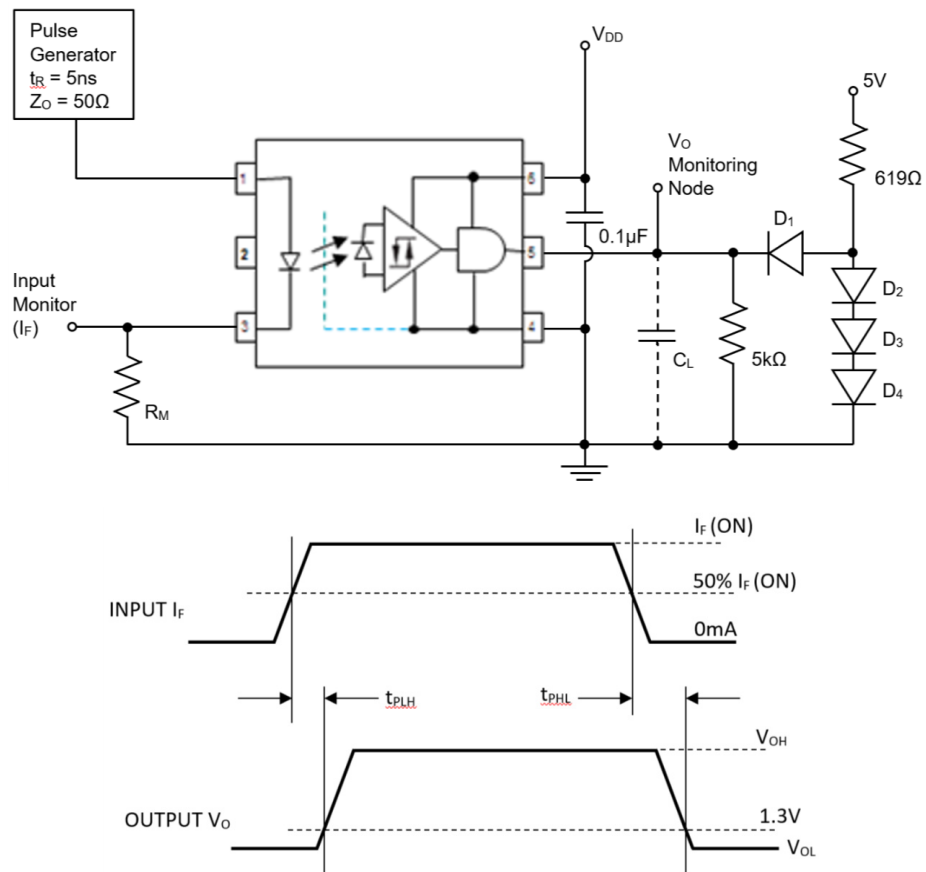 Pulse
Generator
tR = 5ns
ZO = 50Ω
VDD
5V
VO
Monitoring
Node
619Ω
1
6
D1
0.1µF
2
5
D2
Input
Monitor
(IF)
3
4
CL
5kΩ
D3
D4
RM
IF (ON)
50% IF (ON)
INPUT IF
0mA
tPLH
tPHL
VOH
OUTPUT VO
1.3V
VOL